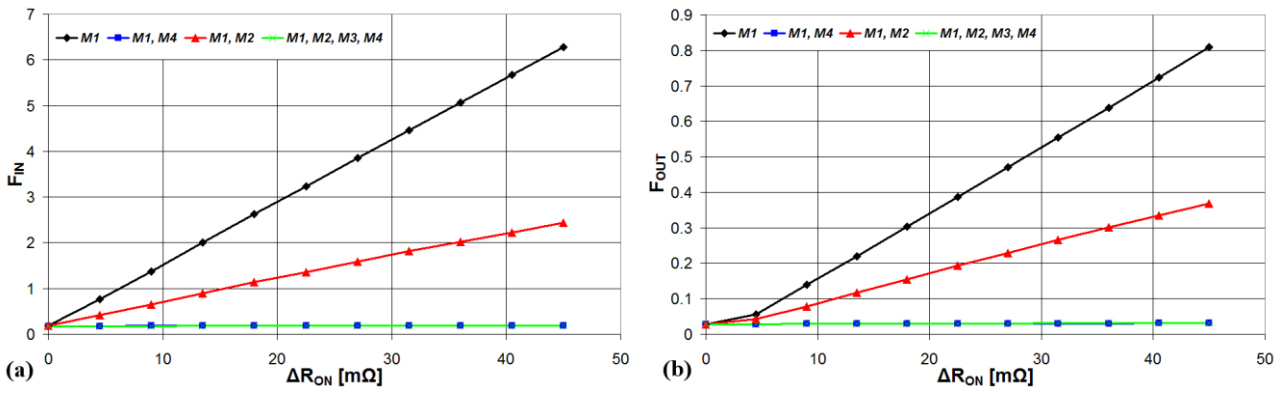 7
6
5
4
3
2
1
0
F_IN
M1 M1, M4 M1, M2 M1, M2, M3, M4
0 10 20 30 40 50
ΔR_ON [mΩ]
(a)
0.9
0.8
0.7
0.6
0.5
0.4
0.3
0.2
0.1
0.0
F_OUT
M1 M1, M4 M1, M2 M1, M2, M3, M4
0 10 20 30 40 50
ΔR_ON [mΩ]
(b)